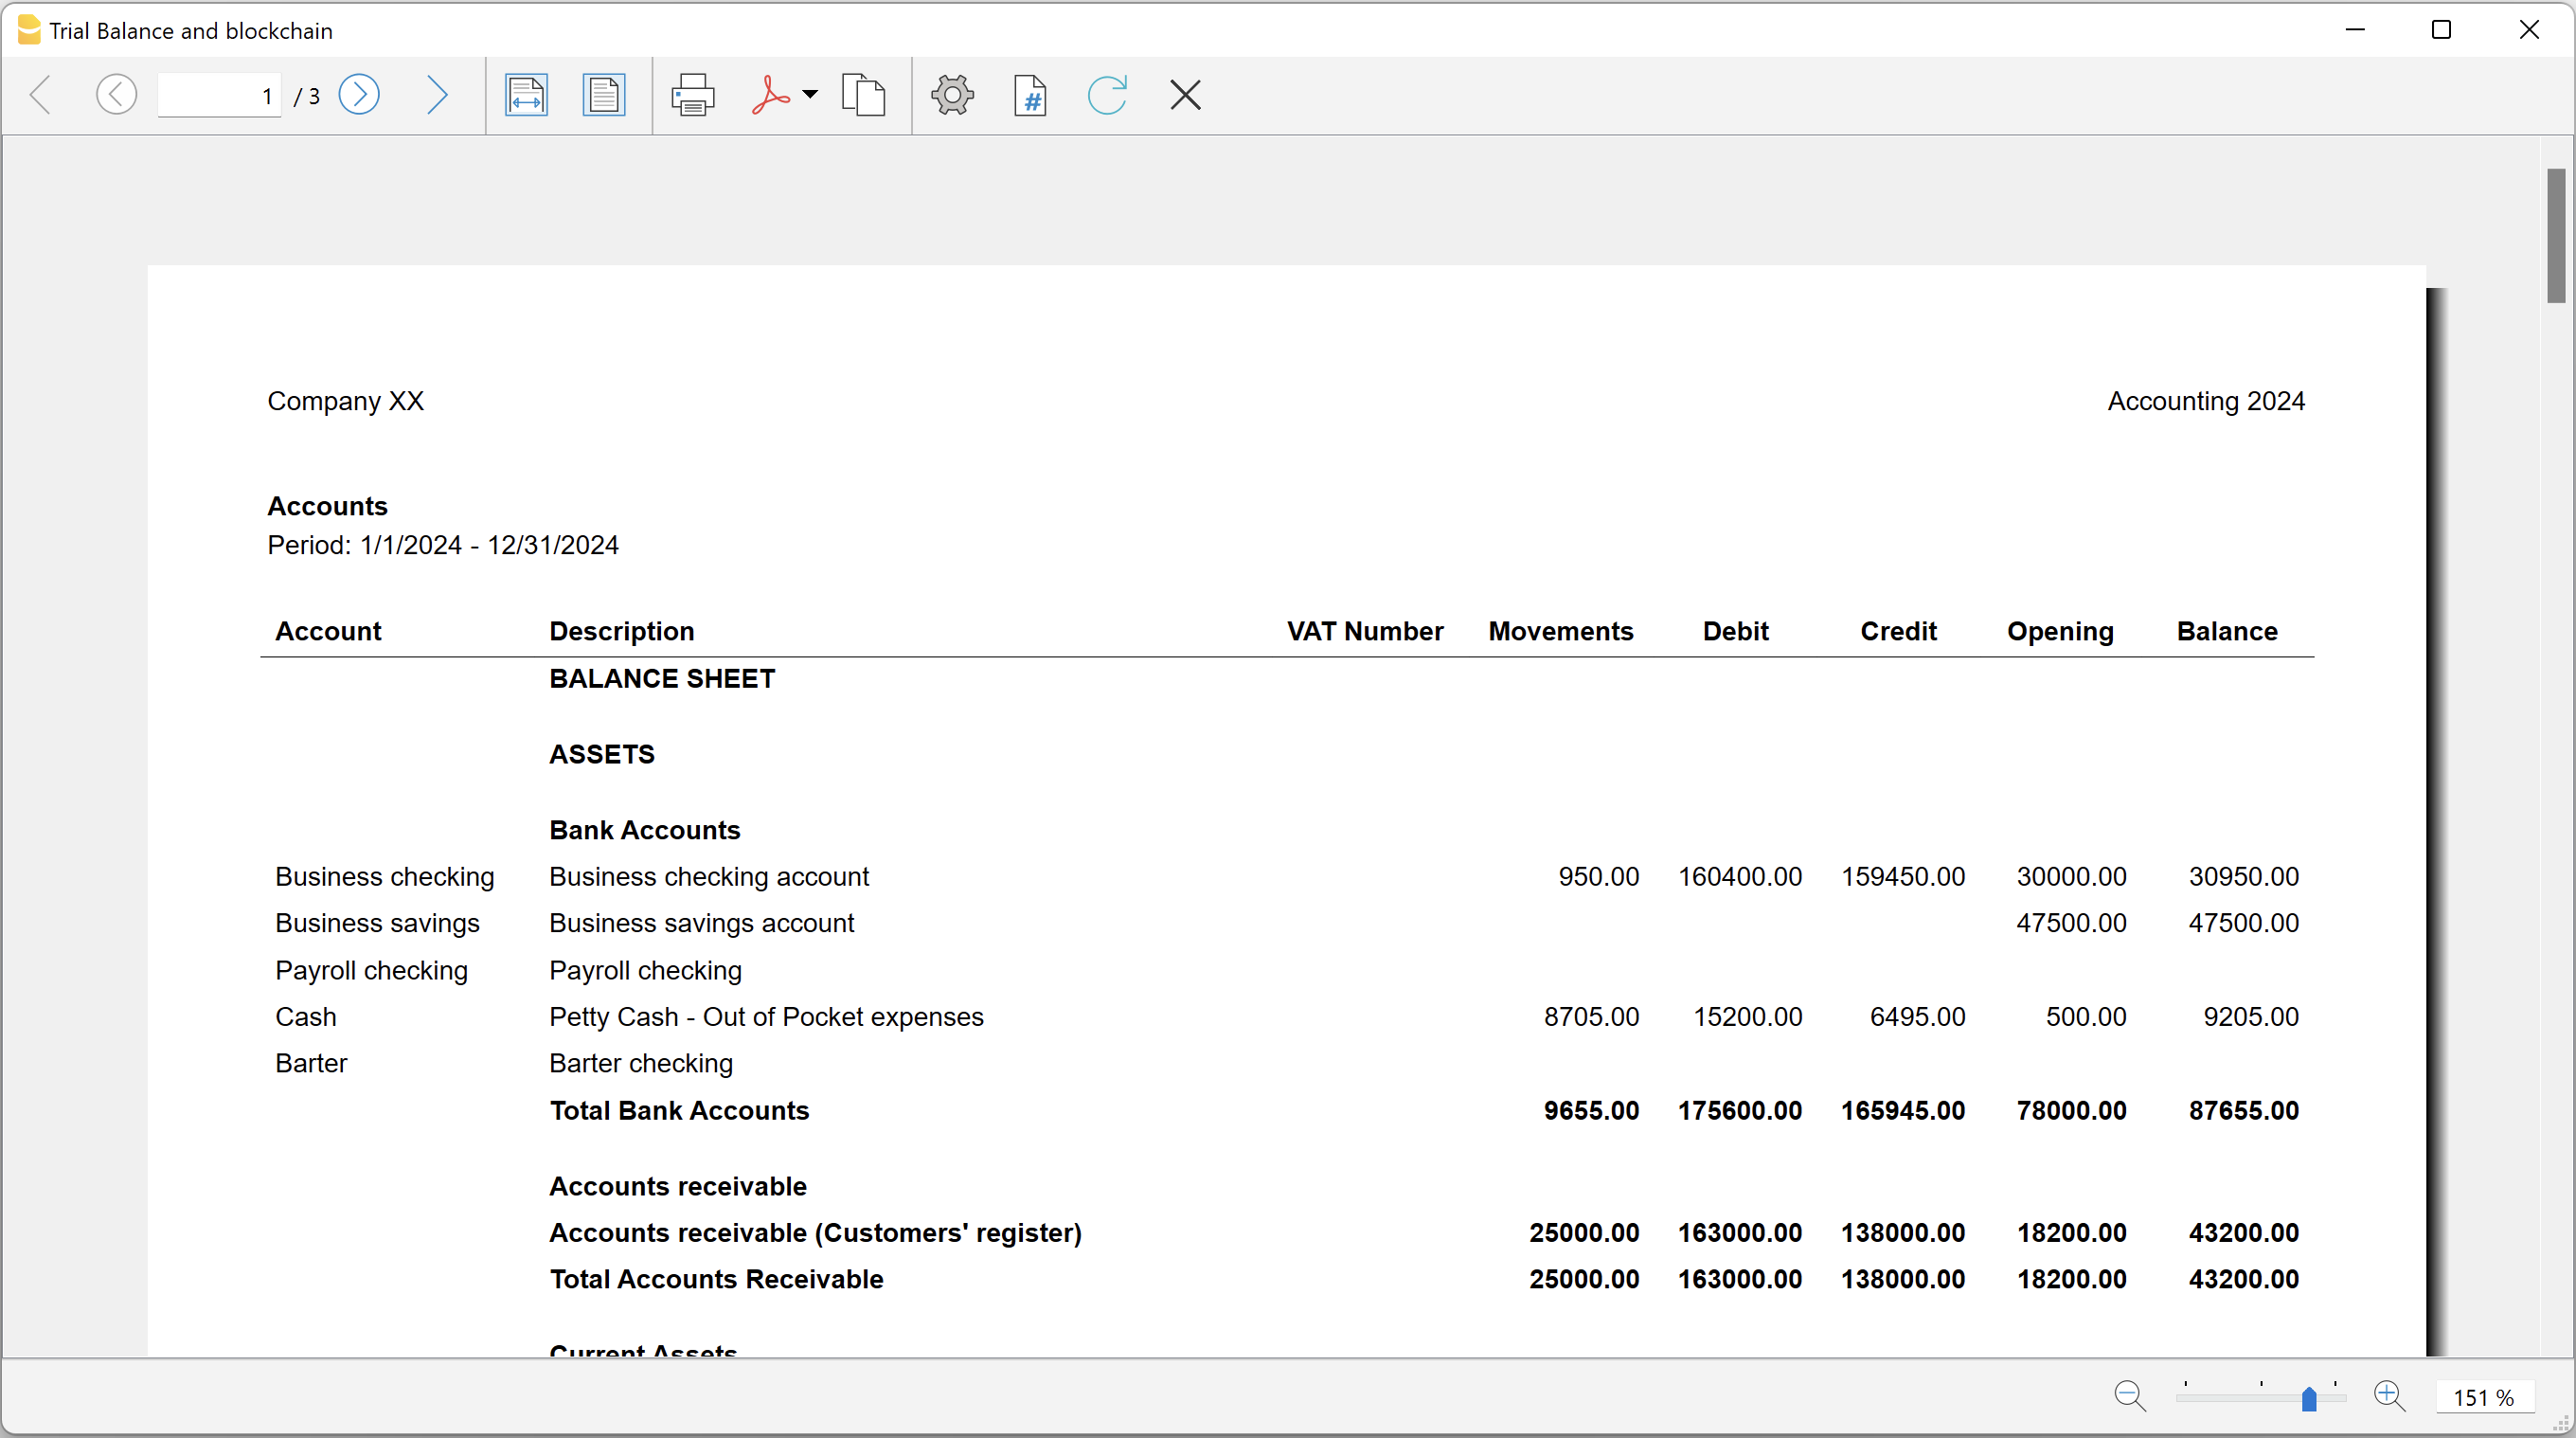 Trial Balance and blockchain
1 / 3
#
Company XX Accounting 2024
Accounts
Period: 1/1/2024 - 12/31/2024
Account Description VAT Number Movements Debit Credit Opening Balance
BALANCE SHEET
ASSETS
Bank Accounts
Business checking Business checking account 950.00 160400.00 159450.00 30000.00 30950.00
Business savings Business savings account 47500.00 47500.00
Payroll checking Payroll checking
Cash Petty Cash - Out of Pocket expenses 8705.00 15200.00 6495.00 500.00 9205.00
Barter Barter checking
Total Bank Accounts 9655.00 175600.00 165945.00 78000.00 87655.00
Accounts receivable
Accounts receivable (Customers' register) 25000.00 163000.00 138000.00 18200.00 43200.00
Total Accounts Receivable 25000.00 163000.00 138000.00 18200.00 43200.00
Current Assets
151 %